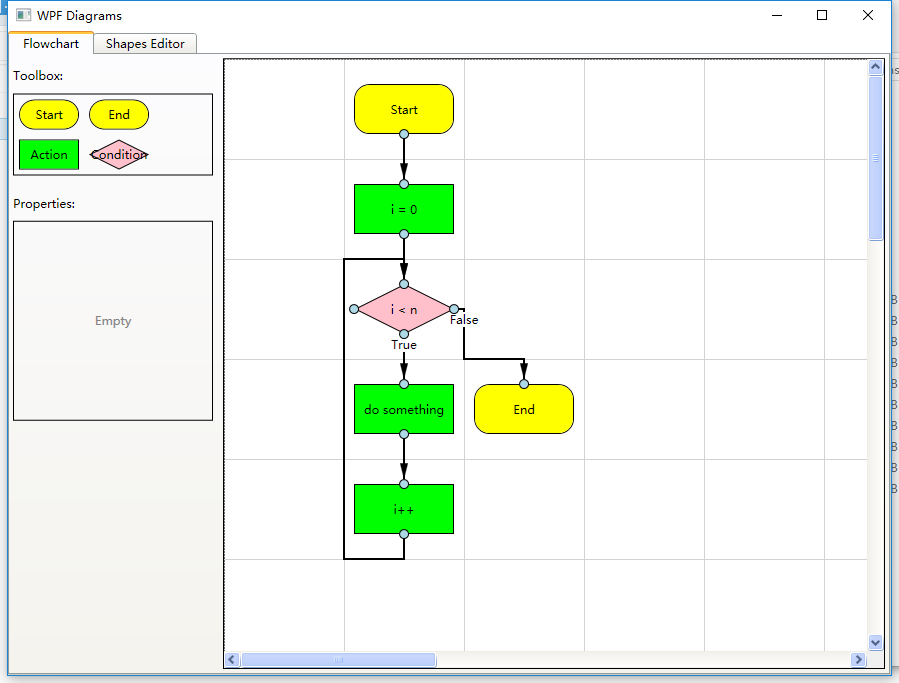 WPF Diagrams
Flowchart
Shapes Editor
Toolbox:
Start
End
Action
Condition
Properties:
Empty
Start
i = 0
i < n
False
True
do something
End
i++
B
B
B
B
B
B
B
B
B
B